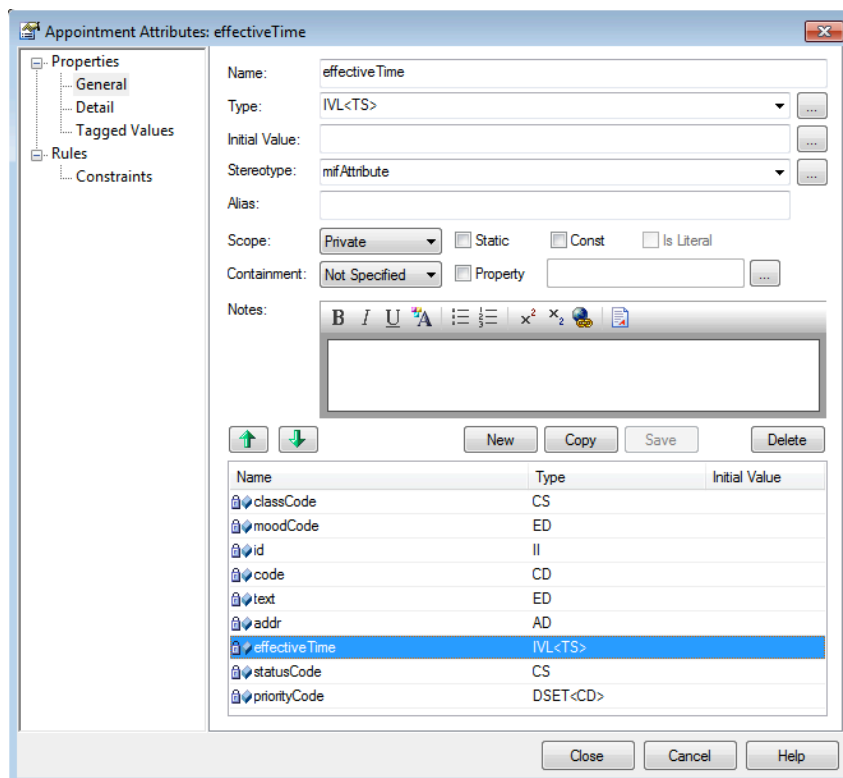 Appointment Attributes: effectiveTime
Properties
General
Detail
Tagged Values
Rules
Constraints
Name: effectiveTime
Type: IVL<TS> ...
Initial Value: ...
Stereotype: mifAttribute ...
Alias:
Scope: Private Static Const Is Literal
Containment: Not Specified Property ...
Notes:
B I U A x² x₂
New Copy Save Delete
Name Type Initial Value
classCode CS
moodCode ED
id II
code CD
text ED
addr AD
effectiveTime IVL<TS>
statusCode CS
priorityCode DSET<CD>
Close Cancel Help